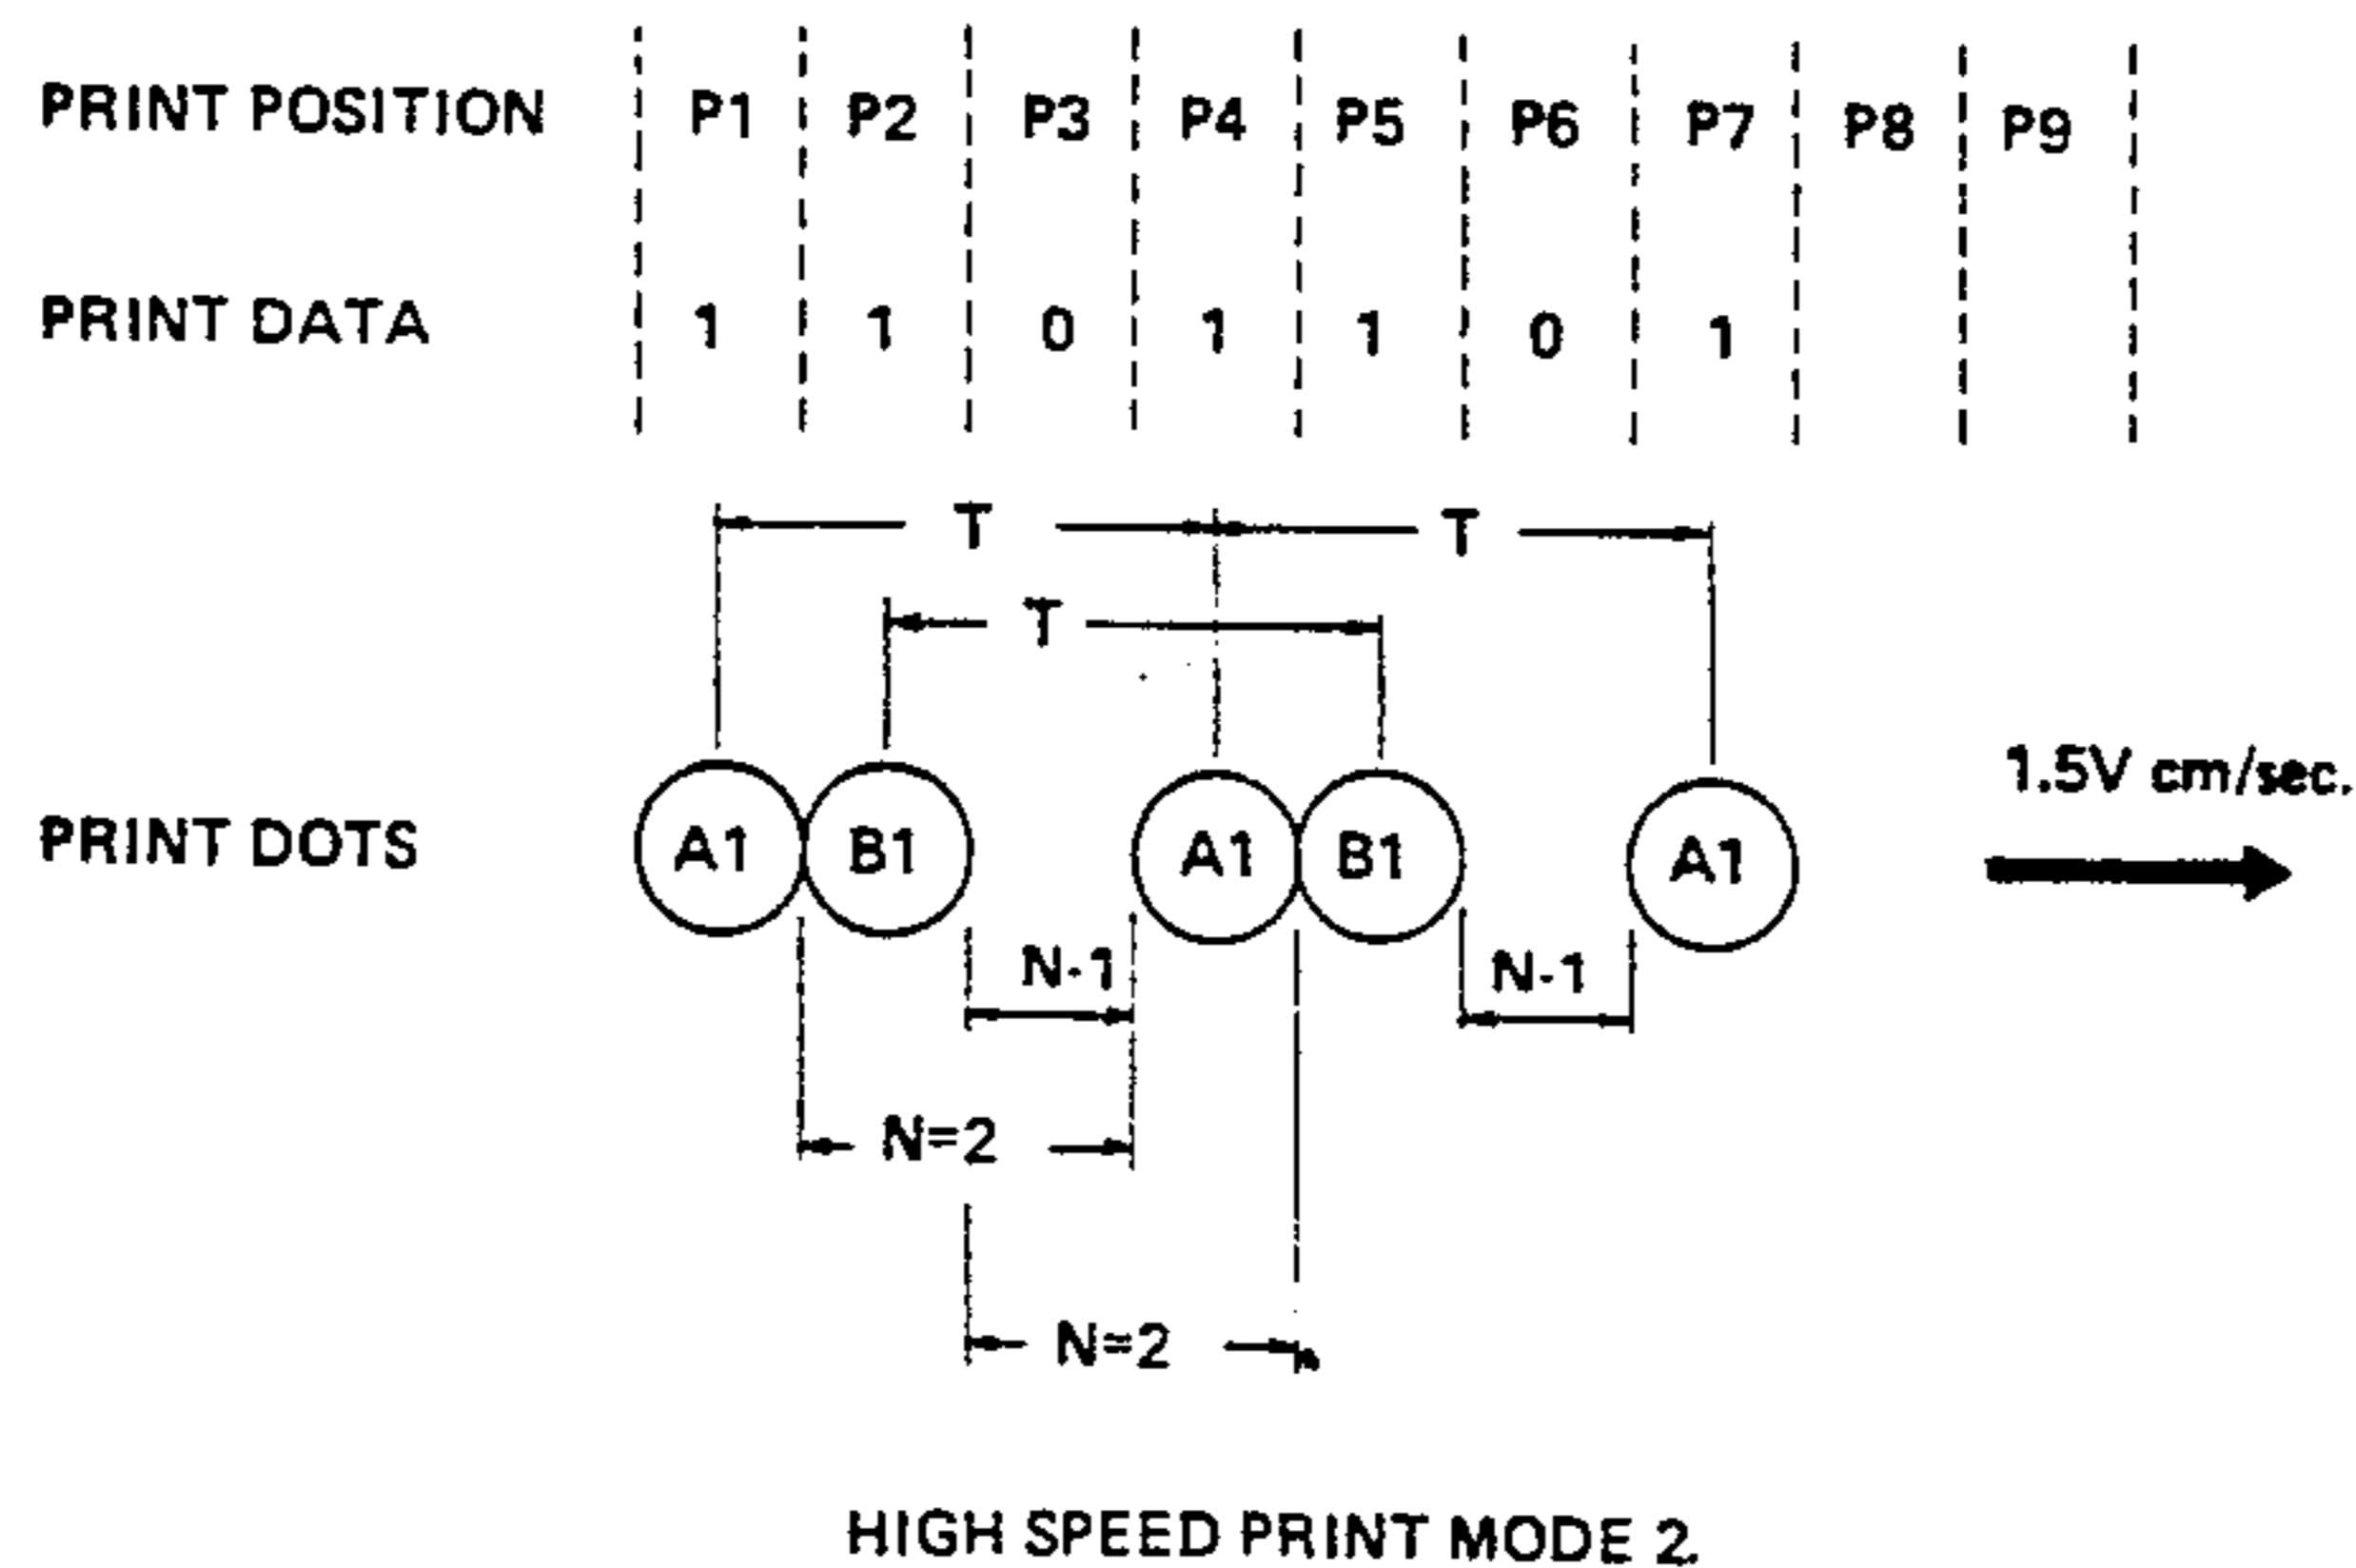 PRINT POSITION P1 P2 P3 P4 P5 P6 P7 P8 P9
PRINT DATA 1 1 0 1 1 0 1
T T
T
1.5V cm/sec.
PRINT DOTS A1 B1 A1 B1 A1
N-1 N-1
N=2
N=2
HIGH SPEED PRINT MODE 2.